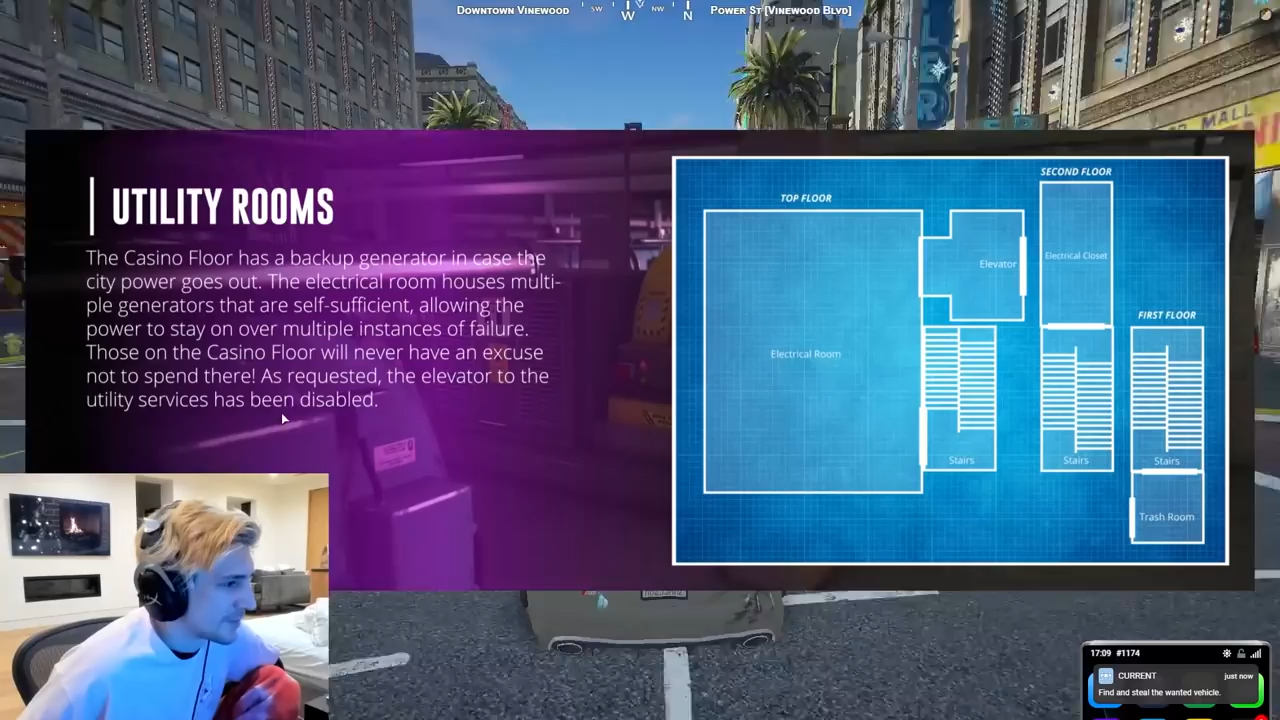 Downtown Vinewood
SW W NW N
Power St [Vinewood Blvd]
MALL
UTILITY ROOMS
The Casino Floor has a backup generator in case the
city power goes out. The electrical room houses multi-
ple generators that are self-sufficient, allowing the
power to stay on over multiple instances of failure.
Those on the Casino Floor will never have an excuse
not to spend there! As requested, the elevator to the
utility services has been disabled.
TOP FLOOR
SECOND FLOOR
Elevator
Electrical Closet
FIRST FLOOR
Electrical Room
Stairs
Stairs
Stairs
Trash Room
17:09 #1174
CURRENT just now
Find and steal the wanted vehicle.